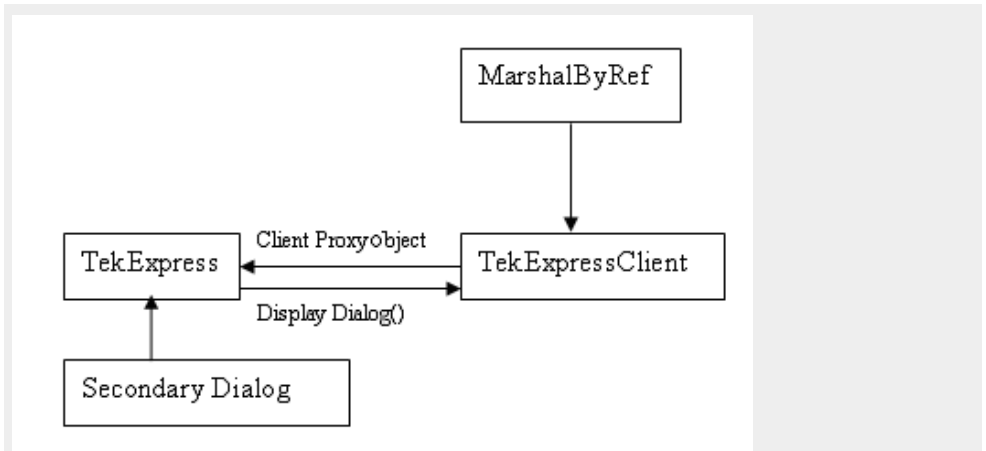 MarshalByRef
Client ProxyObject
TekExpress
TekExpressClient
Display Dialog()
Secondary Dialog